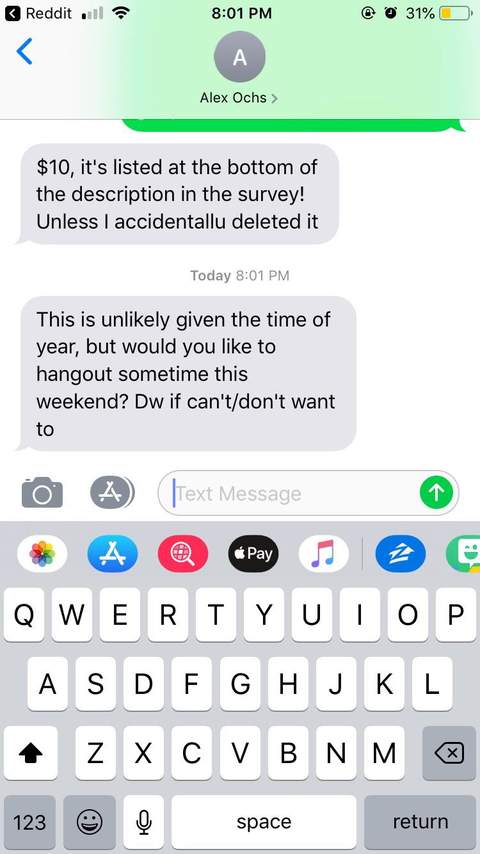 Reddit 8:01 PM 31%
A
Alex Ochs
$10, it's listed at the bottom of
the description in the survey!
Unless I accidentallu deleted it
Today 8:01 PM
This is unlikely given the time of
year, but would you like to
hangout sometime this
weekend? Dw if can't/don't want
to
Text Message
Pay
Q W E R T Y U I O P
A S D F G H J K L
Z X C V B N M
123 space return